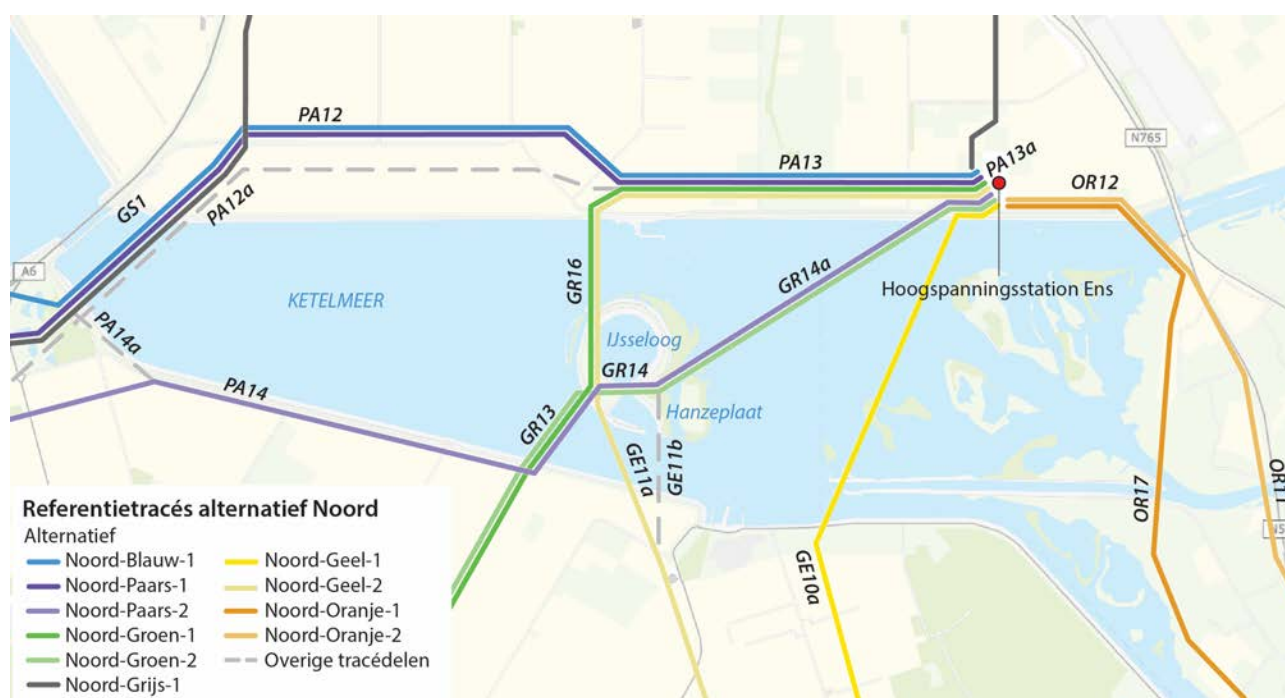 PA12
PA13
PA13a
N765
OR12
GS1
PA12a
A6
KETELMEER
GR16
GR14a
Hoogspanningsstation Ens
IJsseloog
PA14a
GR14
PA14
Hanzeplaat
GR13
GE11a
GE11b
OR17
OR11
N5
GE10a
Referentietracés alternatief Noord
Alternatief
Noord-Blauw-1
Noord-Paars-1
Noord-Paars-2
Noord-Groen-1
Noord-Groen-2
Noord-Grijs-1
Noord-Geel-1
Noord-Geel-2
Noord-Oranje-1
Noord-Oranje-2
Overige tracédelen